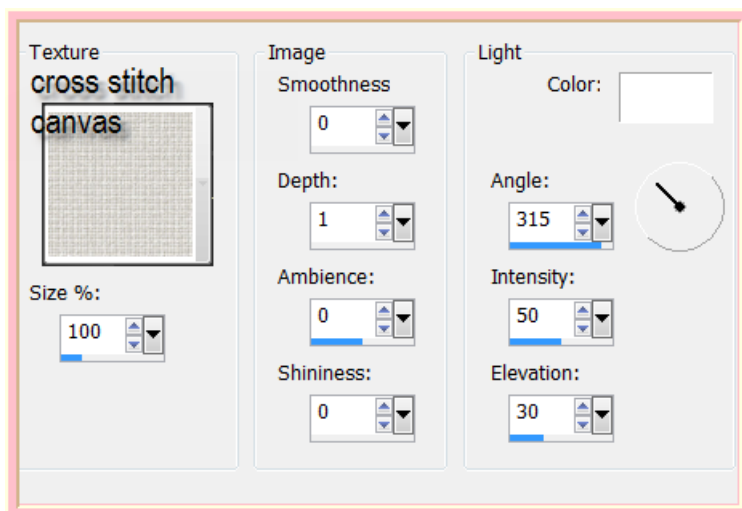 Texture
cross stitch
canvas
Size %:
100
Image
Smoothness
0
Depth:
1
Ambience:
0
Shininess:
0
Light
Color:
Angle:
315
Intensity:
50
Elevation:
30